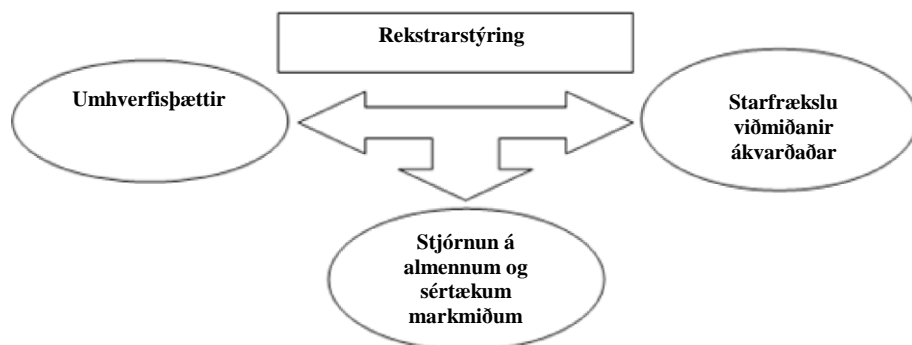 Rekstrarstýring
Umhverfisþættir
Starfrækslu
viðmiðanir
ákvarðaðar
Stjórnun á
almennum og
sértækum
markmiðum